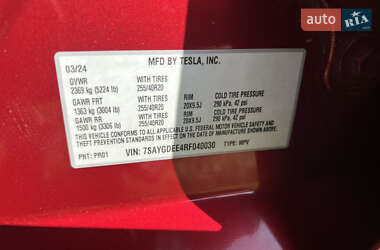 auto RIA
.com
MFD BY TESLA, INC.
03/24
GVWR
2369 kg (5224 lb) WITH TIRES 255/40R20
GAWR FRT
1363 kg (3004 lb) WITH TIRES 255/40R20 RIM 20X9.5J COLD TIRE PRESSURE 290 kPa, 42 psi
GAWR RR
1500 kg (3306 lb) WITH TIRES 255/40R20 RIM 20X9.5J COLD TIRE PRESSURE 290 kPa, 42 psi
THIS VEHICLE CONFORMS TO ALL APPLICABLE U.S. FEDERAL MOTOR VEHICLE SAFETY AND THEFT PREVENTION STANDARDS IN EFFECT ON THE DATE OF MANUFACTURE SHOWN ABOVE.
PNT: PR01 VIN: 7SAYGDEE4RF040030 TYPE: MPV